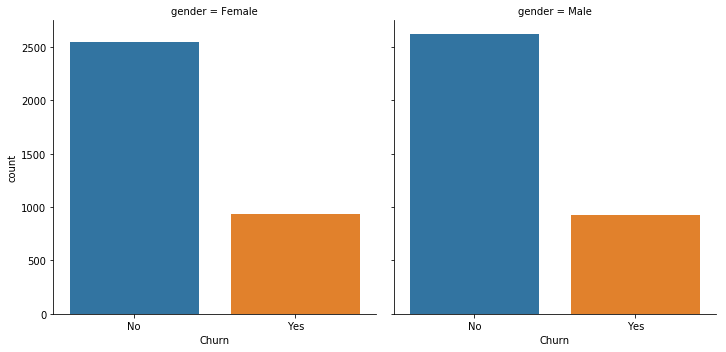 gender = Female
gender = Male
count
2500
2000
1500
1000
500
0
No
Yes
No
Yes
Churn
Churn